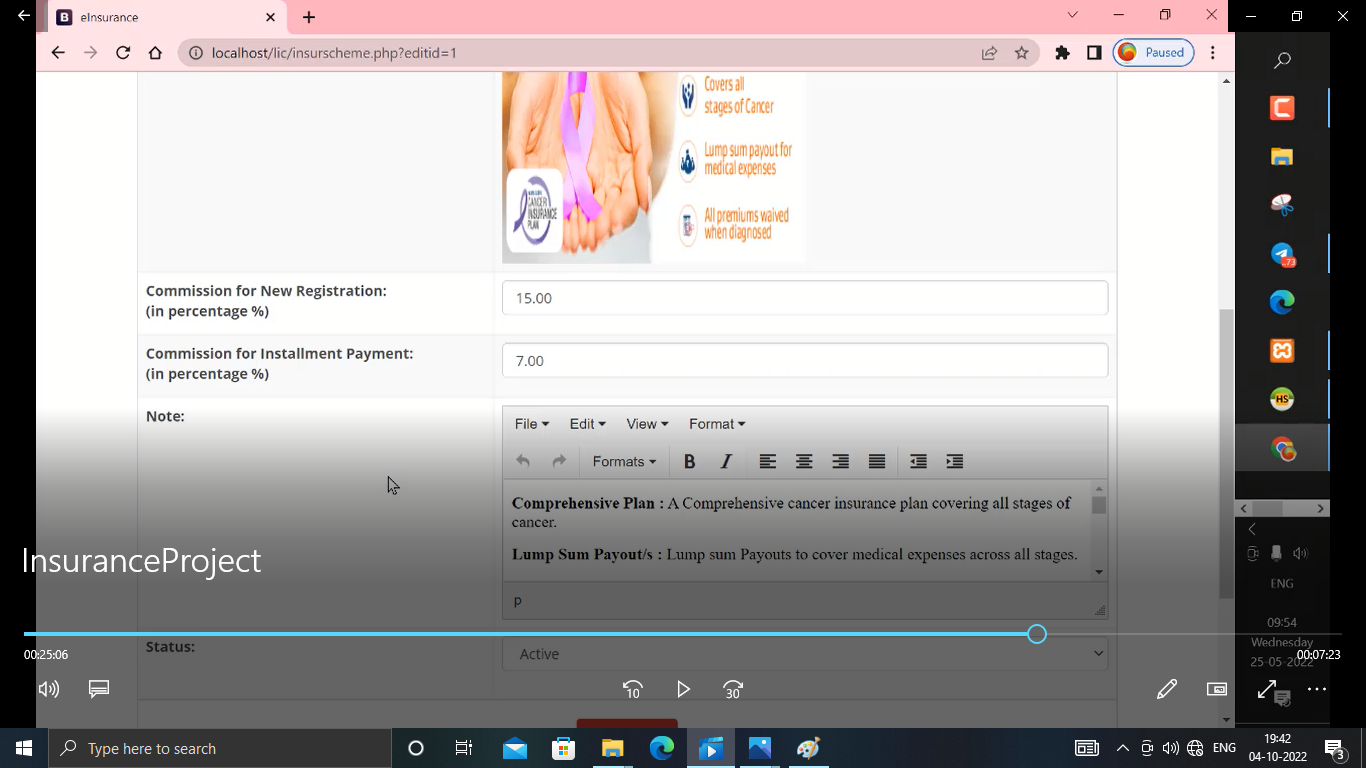 eInsurance
localhost/lic/insurscheme.php?editid=1
Paused
Covers all
stages of Cancer
Lump sum payout for
medical expenses
All premiums waived
when diagnosed
CANCER
INSURANCE
PLAN
Commission for New Registration:
(in percentage %)
15.00
Commission for Installment Payment:
(in percentage %)
7.00
Note:
File Edit View Format
Formats B I
Comprehensive Plan : A Comprehensive cancer insurance plan covering all stages of
cancer.
Lump Sum Payout/s : Lump sum Payouts to cover medical expenses across all stages.
p
Status:
Active
InsuranceProject
00:25:06
00:07:23
10
30
HS
ENG
09:54
Wednesday
25-05-2022
Type here to search
ENG
19:42
04-10-2022
3